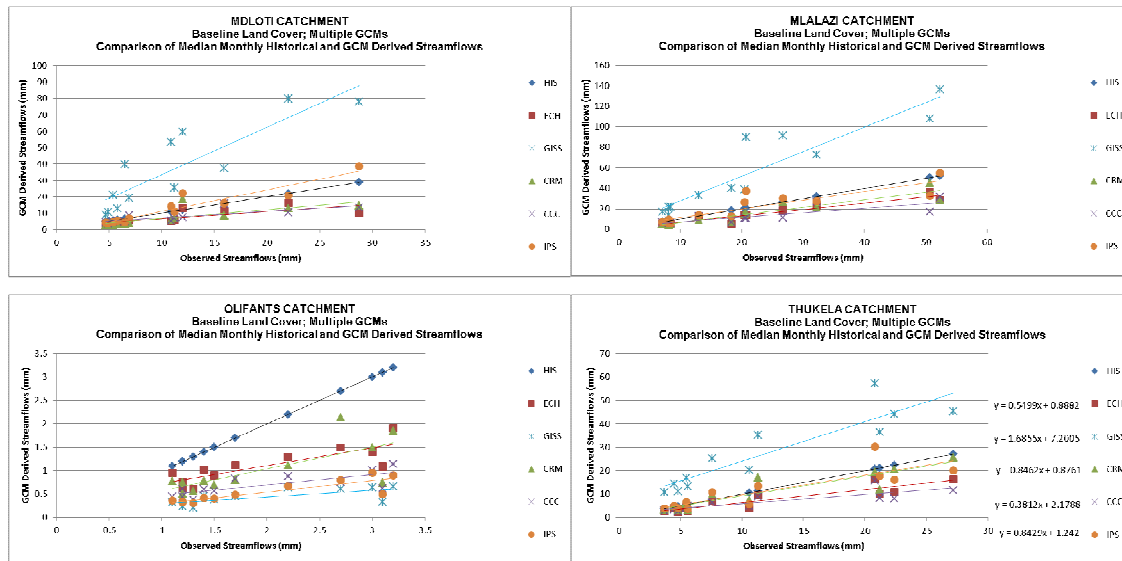 MDLOTI CATCHMENT
Baseline Land Cover; Multiple GCMs
Comparison of Median Monthly Historical and GCM Derived Streamflows
GCM Derived Streamflows (mm)
100
90
80
70
60
50
40
30
20
10
0
0 5 10 15 20 25 30 35
Observed Streamflows (mm)
HIS
ECH
GISS
CRM
CCC
IPS
MLALAZI CATCHMENT
Baseline Land Cover; Multiple GCMs
Comparison of Median Monthly Historical and GCM Derived Streamflows
GCM Derived Streamflows (mm)
160
140
120
100
80
60
40
20
0
0 10 20 30 40 50 60
Observed Streamflows (mm)
HIS
ECH
GISS
CRM
CCC
IPS
OLIFANTS CATCHMENT
Baseline Land Cover; Multiple GCMs
Comparison of Median Monthly Historical and GCM Derived Streamflows
GCM Derived Streamflows (mm)
3.5
3
2.5
2
1.5
1
0.5
0
0 0.5 1 1.5 2 2.5 3 3.5
Observed Streamflows (mm)
HIS
ECH
GISS
CRM
CCC
IPS
THUKELA CATCHMENT
Baseline Land Cover; Multiple GCMs
Comparison of Median Monthly Historical and GCM Derived Streamflows
GCM Derived Streamflows (mm)
70
60
50
40
30
20
10
0
0 5 10 15 20 25 30 35
Observed Streamflows (mm)
HIS
y = 0.5499x + 0.8882
ECH
y = 1.6855x + 7.2605
GISS
y = 0.8462x + 0.8761
CRM
y = 0.3812x + 2.1788
CCC
y = 0.8429x + 1.242
IPS